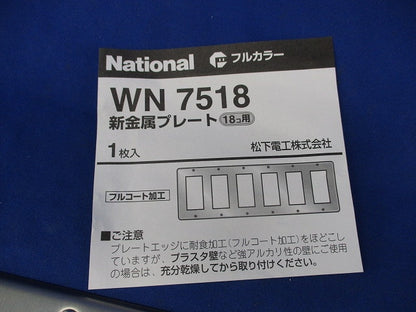 National フルカラー
WN 7518
新金属プレート 18コ用
1枚入 松下電工株式会社
フルコート加工
■ご注意
プレートエッジに耐食加工(フルコート加工)をほどこし
ていますが、プラスタ壁など強アルカリ性の壁にご使用
の場合は、充分乾燥してから取り付けください。